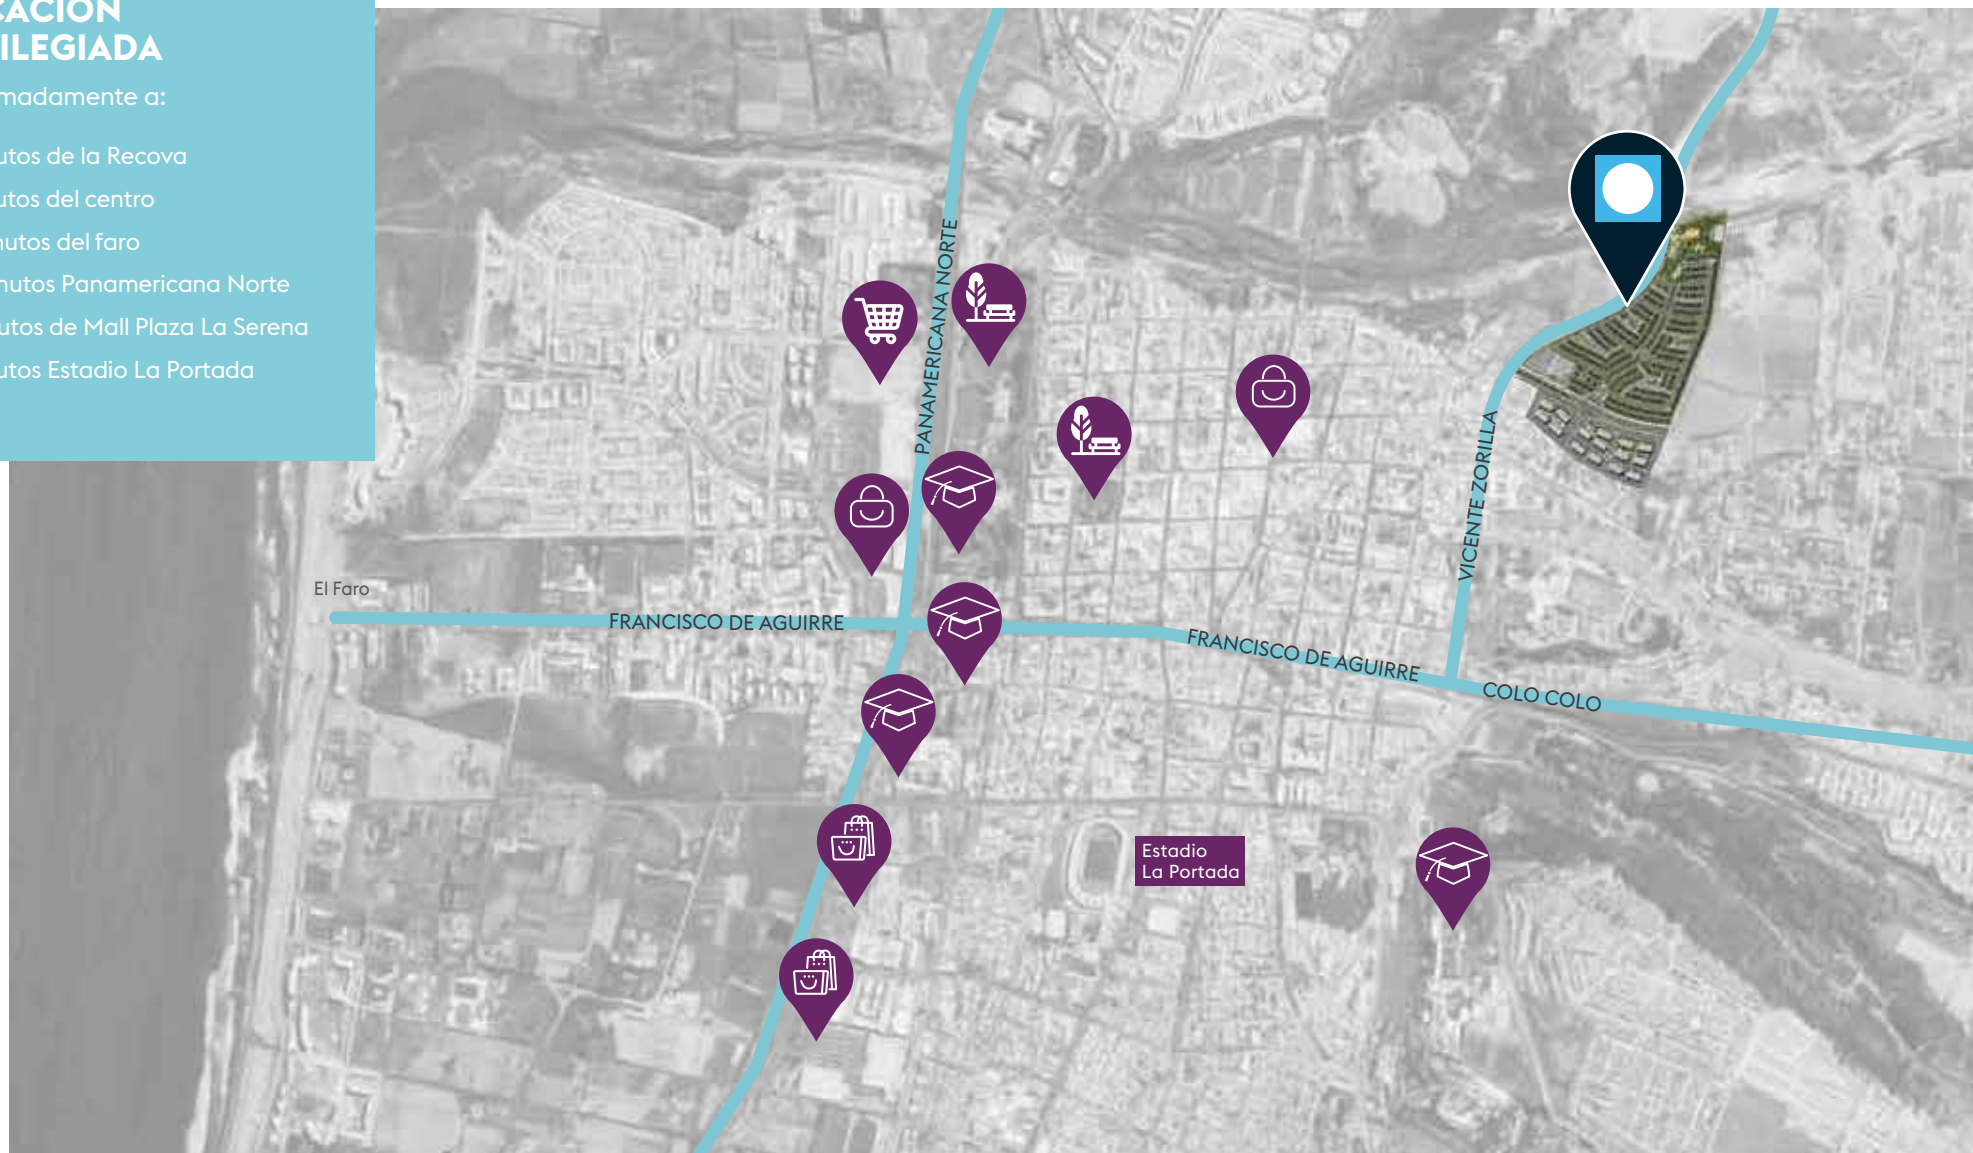 CACIÓN
ILEGIADA
madamente a:
utos de la Recova
utos del centro
nutos del faro
nutos Panamericana Norte
utos de Mall Plaza La Serena
utos Estadio La Portada
PANAMERICANA NORTE
VICENTE ZORILLA
El Faro
FRANCISCO DE AGUIRRE
FRANCISCO DE AGUIRRE
COLO COLO
Estadio
La Portada